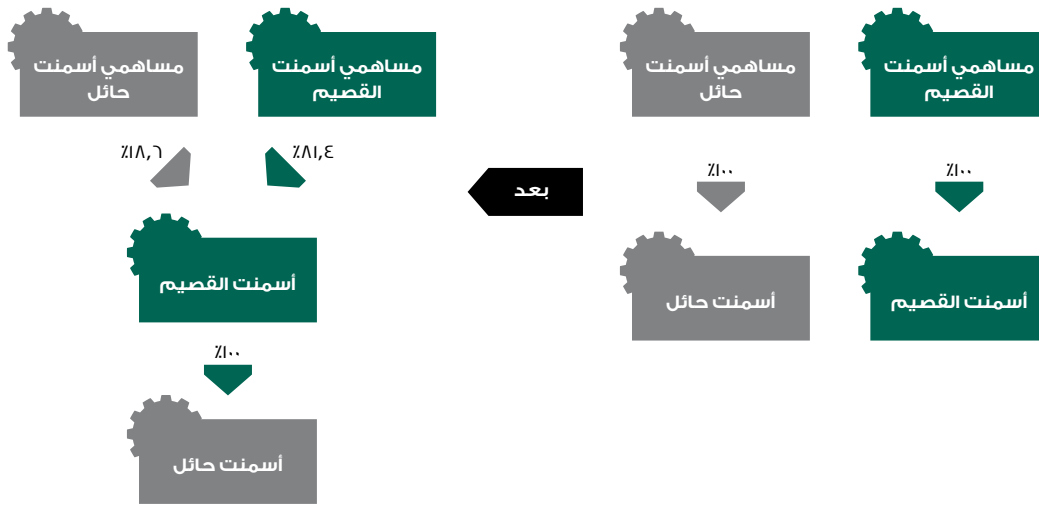 مساهمي أسمنت
القصيم
مساهمي أسمنت
حائل
٪١٠٠
٪١٠٠
أسمنت القصيم
أسمنت حائل
بعد
مساهمي أسمنت
القصيم
مساهمي أسمنت
حائل
٪٨١,٤
٪١٨,٦
أسمنت القصيم
٪١٠٠
أسمنت حائل